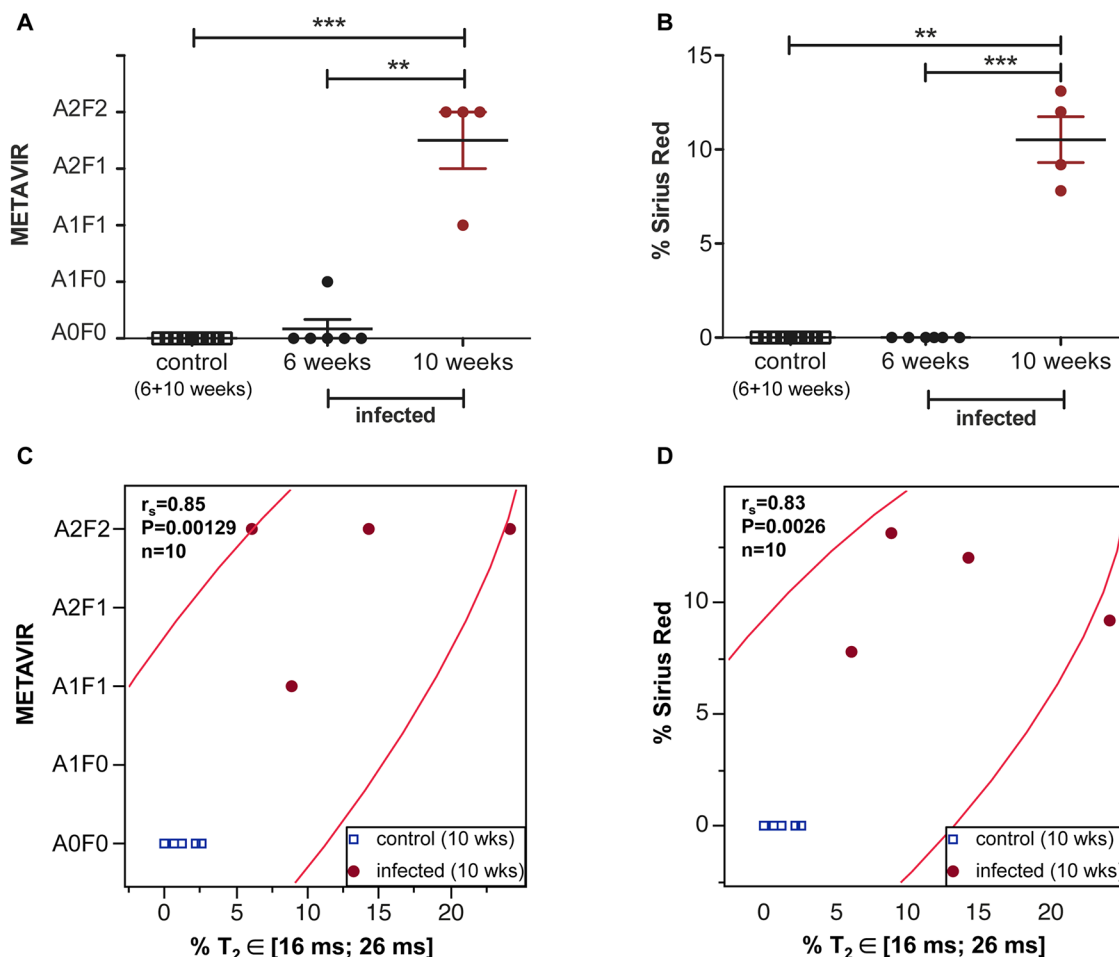 A
***
**
METAVIR
A2F2
A2F1
A1F1
A1F0
A0F0
control
(6+10 weeks)
6 weeks
10 weeks
infected
B
**
***
% Sirius Red
15
10
5
0
control
(6+10 weeks)
6 weeks
10 weeks
infected
C
rs=0.85
P=0.00129
n=10
METAVIR
A2F2
A2F1
A1F1
A1F0
A0F0
control (10 wks)
infected (10 wks)
0 5 10 15 20
% T2 ∈ [16 ms; 26 ms]
D
rs=0.83
P=0.0026
n=10
% Sirius Red
10
5
0
control (10 wks)
infected (10 wks)
0 5 10 15 20
% T2 ∈ [16 ms; 26 ms]